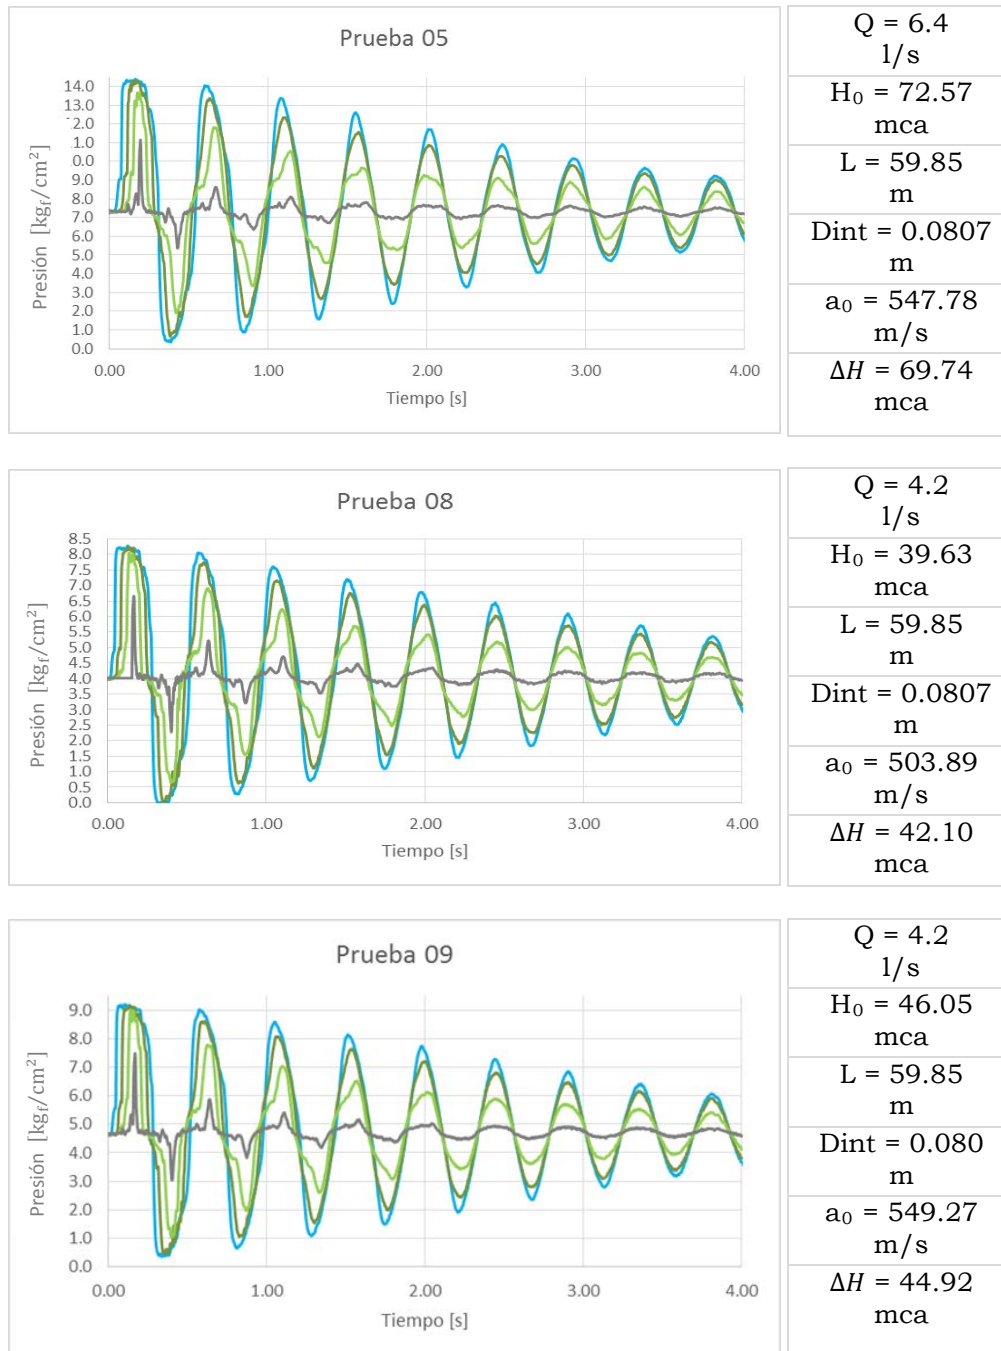 Prueba 05
Presión [kgf/cm²]
14.0
13.0
2.0
1.0
0.0
9.0
8.0
7.0
6.0
5.0
4.0
3.0
2.0
1.0
0.0
0.00 1.00 2.00 3.00 4.00
Tiempo [s]
Q = 6.4
l/s
H₀ = 72.57
mca
L = 59.85
m
Dint = 0.0807
m
a₀ = 547.78
m/s
ΔH = 69.74
mca
Prueba 08
Presión [kgf/cm²]
8.5
8.0
7.5
7.0
6.5
6.0
5.5
5.0
4.5
4.0
3.5
3.0
2.5
2.0
1.5
1.0
0.5
0.0
0.00 1.00 2.00 3.00 4.00
Tiempo [s]
Q = 4.2
l/s
H₀ = 39.63
mca
L = 59.85
m
Dint = 0.0807
m
a₀ = 503.89
m/s
ΔH = 42.10
mca
Prueba 09
Presión [kgf/cm²]
9.0
8.0
7.0
6.0
5.0
4.0
3.0
2.0
1.0
0.0
0.00 1.00 2.00 3.00 4.00
Tiempo [s]
Q = 4.2
l/s
H₀ = 46.05
mca
L = 59.85
m
Dint = 0.080
m
a₀ = 549.27
m/s
ΔH = 44.92
mca